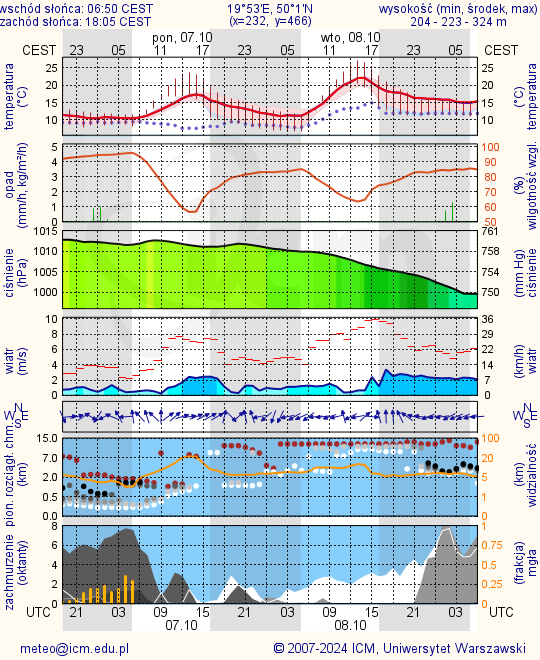 wschód słońca: 06:50 CEST 19°53'E, 50°1'N wysokość (min, środek, max)
zachód słońca: 18:05 CEST (x=232, y=466) 204 - 223 - 324 m
pon, 07.10 wto, 08.10
CEST 23 05 11 17 23 05 11 17 23 05 CEST
temperatura (°C) 25 20 15 10 25 20 15 10 temperatura (°C)
opad (mm/h, kg/m²/h) 5 4 3 2 1 0 100 90 80 70 60 50 (%) wilgotność wzgl.
ciśnienie (hPa) 1015 1010 1005 1000 761 758 754 750 (mm Hg) ciśnienie
wiatr (m/s) 10 8 6 4 2 0 36 29 22 14 7 0 (km/h) wiatr
N W E S N W E S
pion. rozciągł. chm. (km) 15.0 7.0 2.0 0.5 0.0 100 20 5 1 0 (km) widzialność
zachmurzenie (oktanty) 8 6 4 2 0 1 0.75 0.5 0.25 0 (frakcja) mgła
UTC 21 03 09 15 21 03 09 15 21 03 UTC
07.10 08.10
meteo@icm.edu.pl © 2007-2024 ICM, Uniwersytet Warszawski